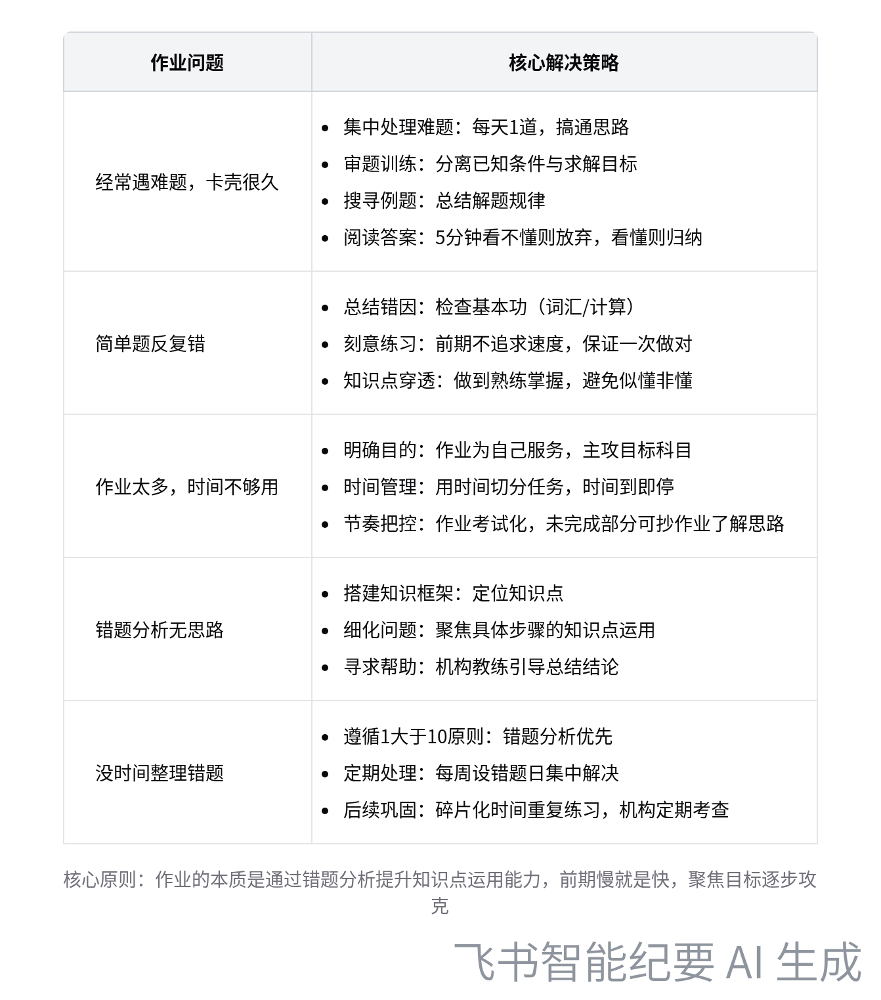 作业问题
核心解决策略
经常遇难题，卡壳很久
集中处理难题：每天1道，搞通思路
审题训练：分离已知条件与求解目标
搜寻例题：总结解题规律
阅读答案：5分钟看不懂则放弃，看懂则归纳
简单题反复错
总结错因：检查基本功（词汇/计算）
刻意练习：前期不追求速度，保证一次做对
知识点穿透：做到熟练掌握，避免似懂非懂
作业太多，时间不够用
明确目的：作业为自己服务，主攻目标科目
时间管理：用时间切分任务，时间到即停
节奏把控：作业考试化，未完成部分可抄作业了解思路
错题分析无思路
搭建知识框架：定位知识点
细化问题：聚焦具体步骤的知识点运用
寻求帮助：机构教练引导总结结论
没时间整理错题
遵循1大于10原则：错题分析优先
定期处理：每周设错题日集中解决
后续巩固：碎片化时间重复练习，机构定期考查
核心原则：作业的本质是通过错题分析提升知识点运用能力，前期慢就是快，聚焦目标逐步攻
克
飞书智能纪要 AI 生成